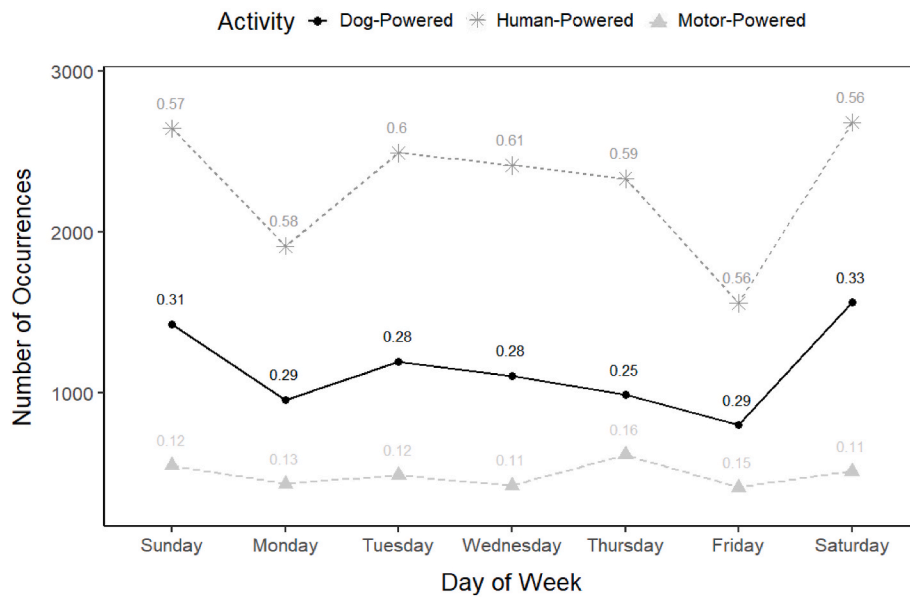 Activity Dog-Powered Human-Powered Motor-Powered
3000
2000
1000
Number of Occurrences
0.57 0.58 0.6 0.61 0.59 0.56 0.56
0.31 0.29 0.28 0.28 0.25 0.29 0.33
0.12 0.13 0.12 0.11 0.16 0.15 0.11
Sunday Monday Tuesday Wednesday Thursday Friday Saturday
Day of Week